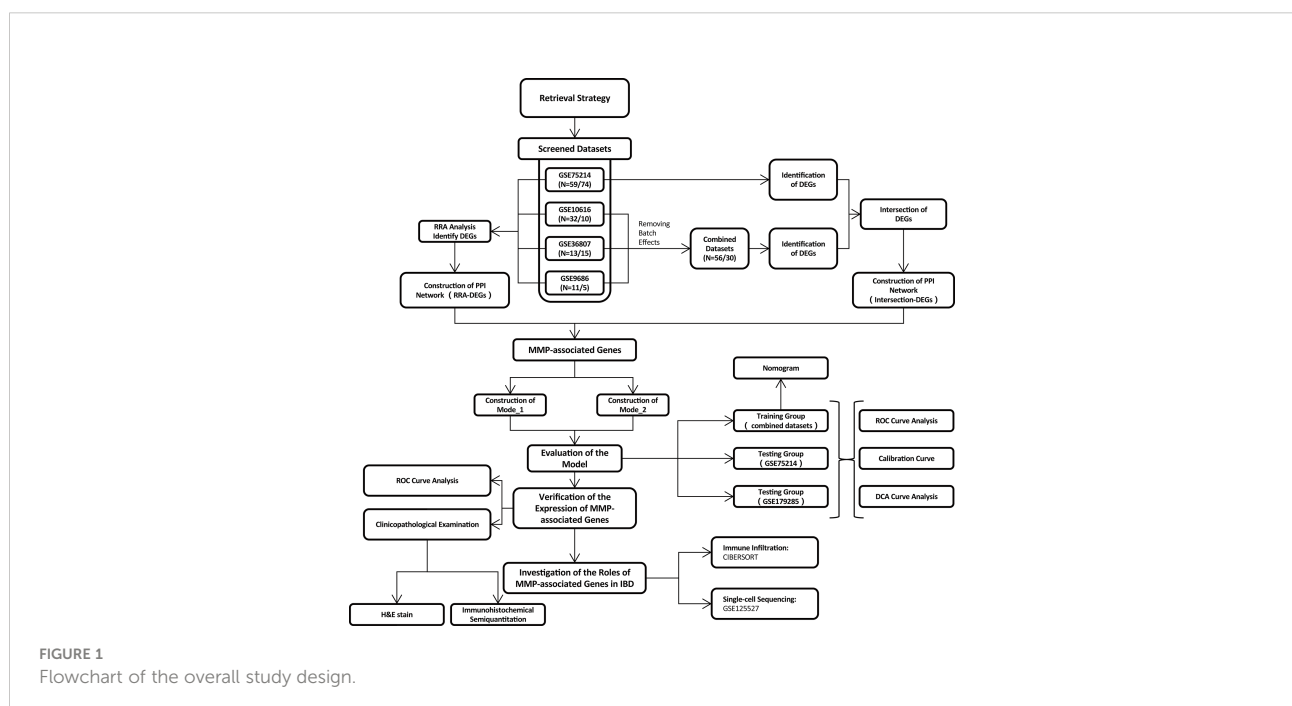 Retrieval Strategy
Screened Datasets
GSE75214
(N=59/74)
GSE10616
(N=32/10)
GSE36807
(N=13/15)
GSE9686
(N=11/5)
RRA Analysis
Identify DEGs
Construction of PPI
Network ( RRA-DEGs )
Removing
Batch
Effects
Combined
Datasets
(N=56/30)
Identification
of DEGs
Identification
of DEGs
Intersection of
DEGs
Construction of PPI
Network
( Intersection-DEGs )
MMP-associated Genes
Construction of
Mode_1
Construction of
Mode_2
Evaluation of the
Model
Nomogram
Training Group
( combined datasets )
Testing Group
( GSE75214 )
Testing Group
( GSE179285 )
ROC Curve Analysis
Calibration Curve
DCA Curve Analysis
Verification of the
Expression of MMP-
associated Genes
ROC Curve Analysis
Clinicopathological Examination
H&E stain
Immunohistochemical
Semiquantitation
Investigation of the Roles of
MMP-associated Genes in IBD
Immune Infiltration:
CIBERSORT
Single-cell Sequencing:
GSE125527
FIGURE 1
Flowchart of the overall study design.